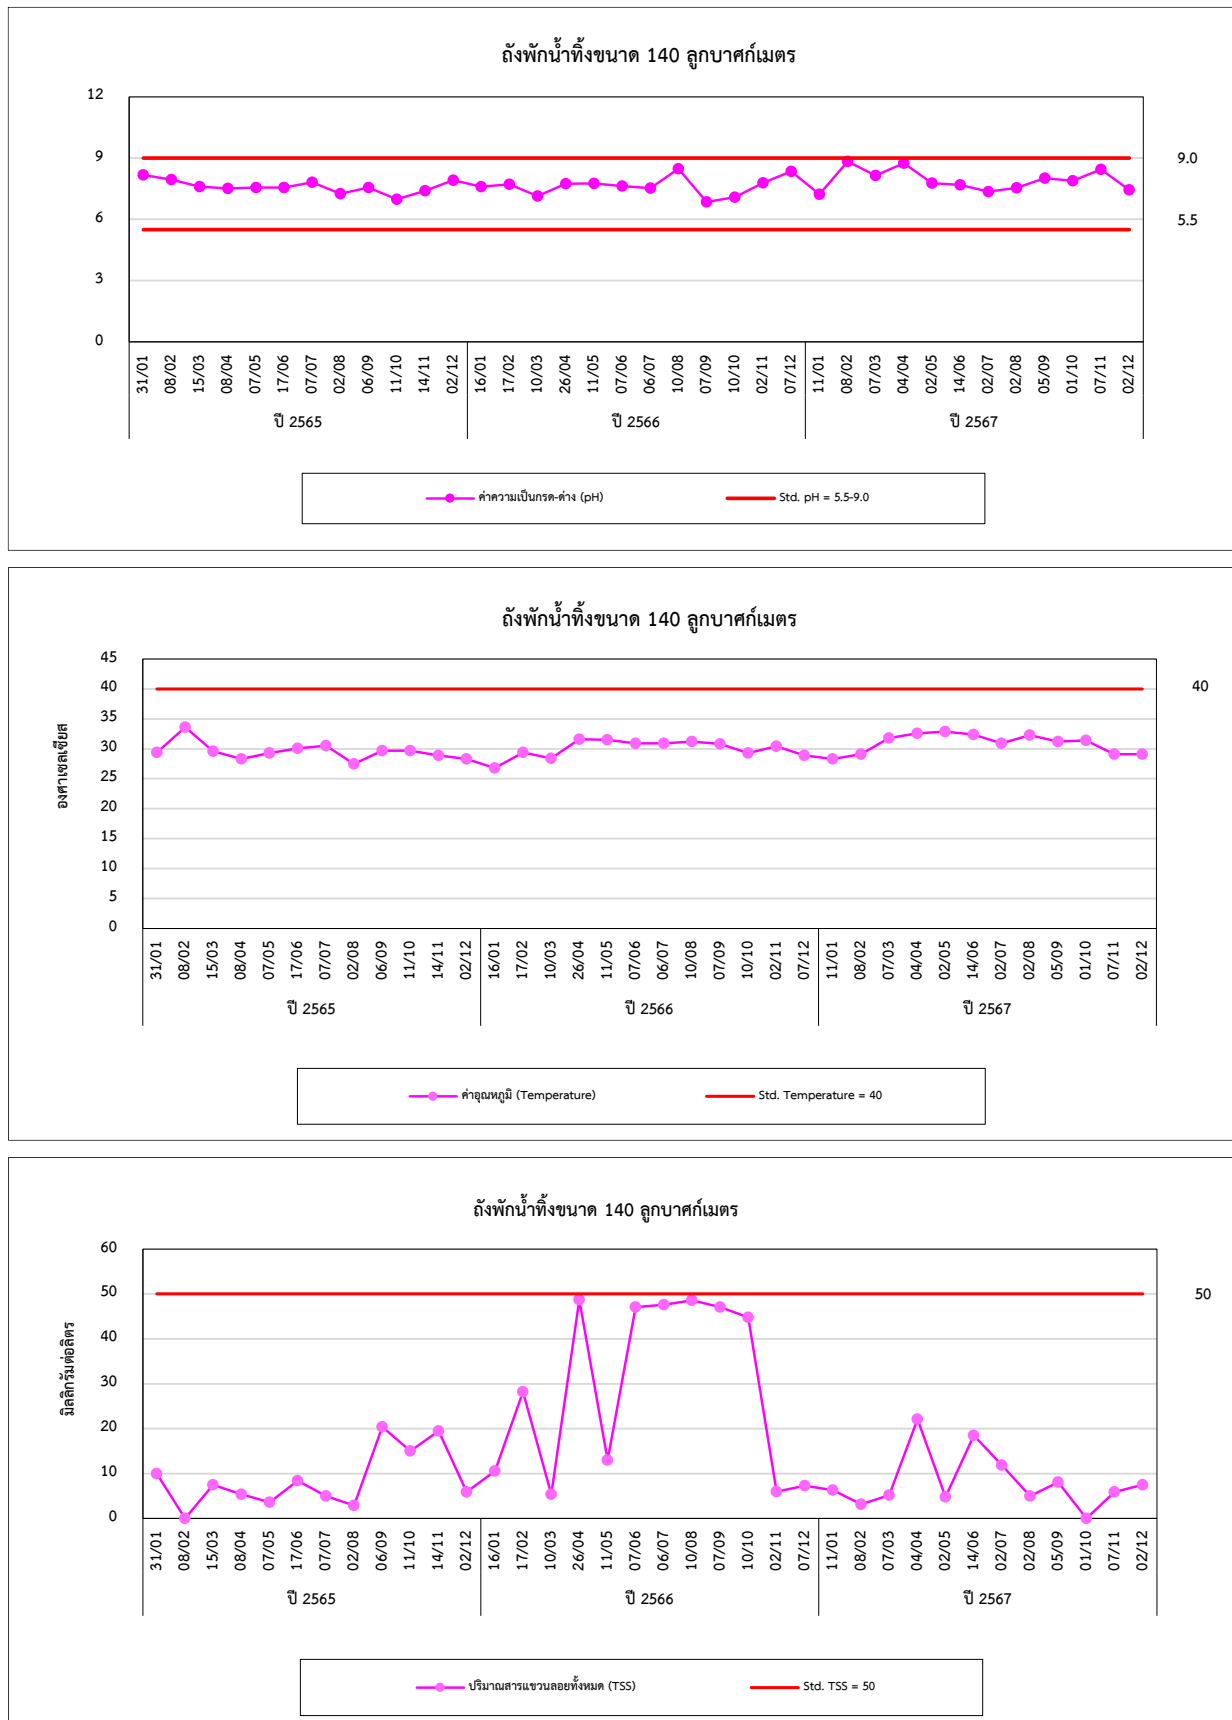 ถังพักน้ำทิ้งขนาด 140 ลูกบาศก์เมตร
12
9
6
3
0
9.0
5.5
31/01 08/02 15/03 08/04 07/05 17/06 07/07 02/08 06/09 11/10 14/11 02/12 16/01 17/02 10/03 26/04 11/05 07/06 06/07 10/08 07/09 10/10 02/11 07/12 11/01 08/02 07/03 04/04 02/05 14/06 02/07 02/08 05/09 01/10 07/11 02/12
ปี 2565 ปี 2566 ปี 2567
ค่าความเป็นกรด-ด่าง (pH) Std. pH = 5.5-9.0
ถังพักน้ำทิ้งขนาด 140 ลูกบาศก์เมตร
องศาเซลเซียส
45
40
35
30
25
20
15
10
5
0
40
31/01 08/02 15/03 08/04 07/05 17/06 07/07 02/08 06/09 11/10 14/11 02/12 16/01 17/02 10/03 26/04 11/05 07/06 06/07 10/08 07/09 10/10 02/11 07/12 11/01 08/02 07/03 04/04 02/05 14/06 02/07 02/08 05/09 01/10 07/11 02/12
ปี 2565 ปี 2566 ปี 2567
ค่าอุณหภูมิ (Temperature) Std. Temperature = 40
ถังพักน้ำทิ้งขนาด 140 ลูกบาศก์เมตร
มิลลิกรัมต่อลิตร
60
50
40
30
20
10
0
50
31/01 08/02 15/03 08/04 07/05 17/06 07/07 02/08 06/09 11/10 14/11 02/12 16/01 17/02 10/03 26/04 11/05 07/06 06/07 10/08 07/09 10/10 02/11 07/12 11/01 08/02 07/03 04/04 02/05 14/06 02/07 02/08 05/09 01/10 07/11 02/12
ปี 2565 ปี 2566 ปี 2567
ปริมาณสารแขวนลอยทั้งหมด (TSS) Std. TSS = 50